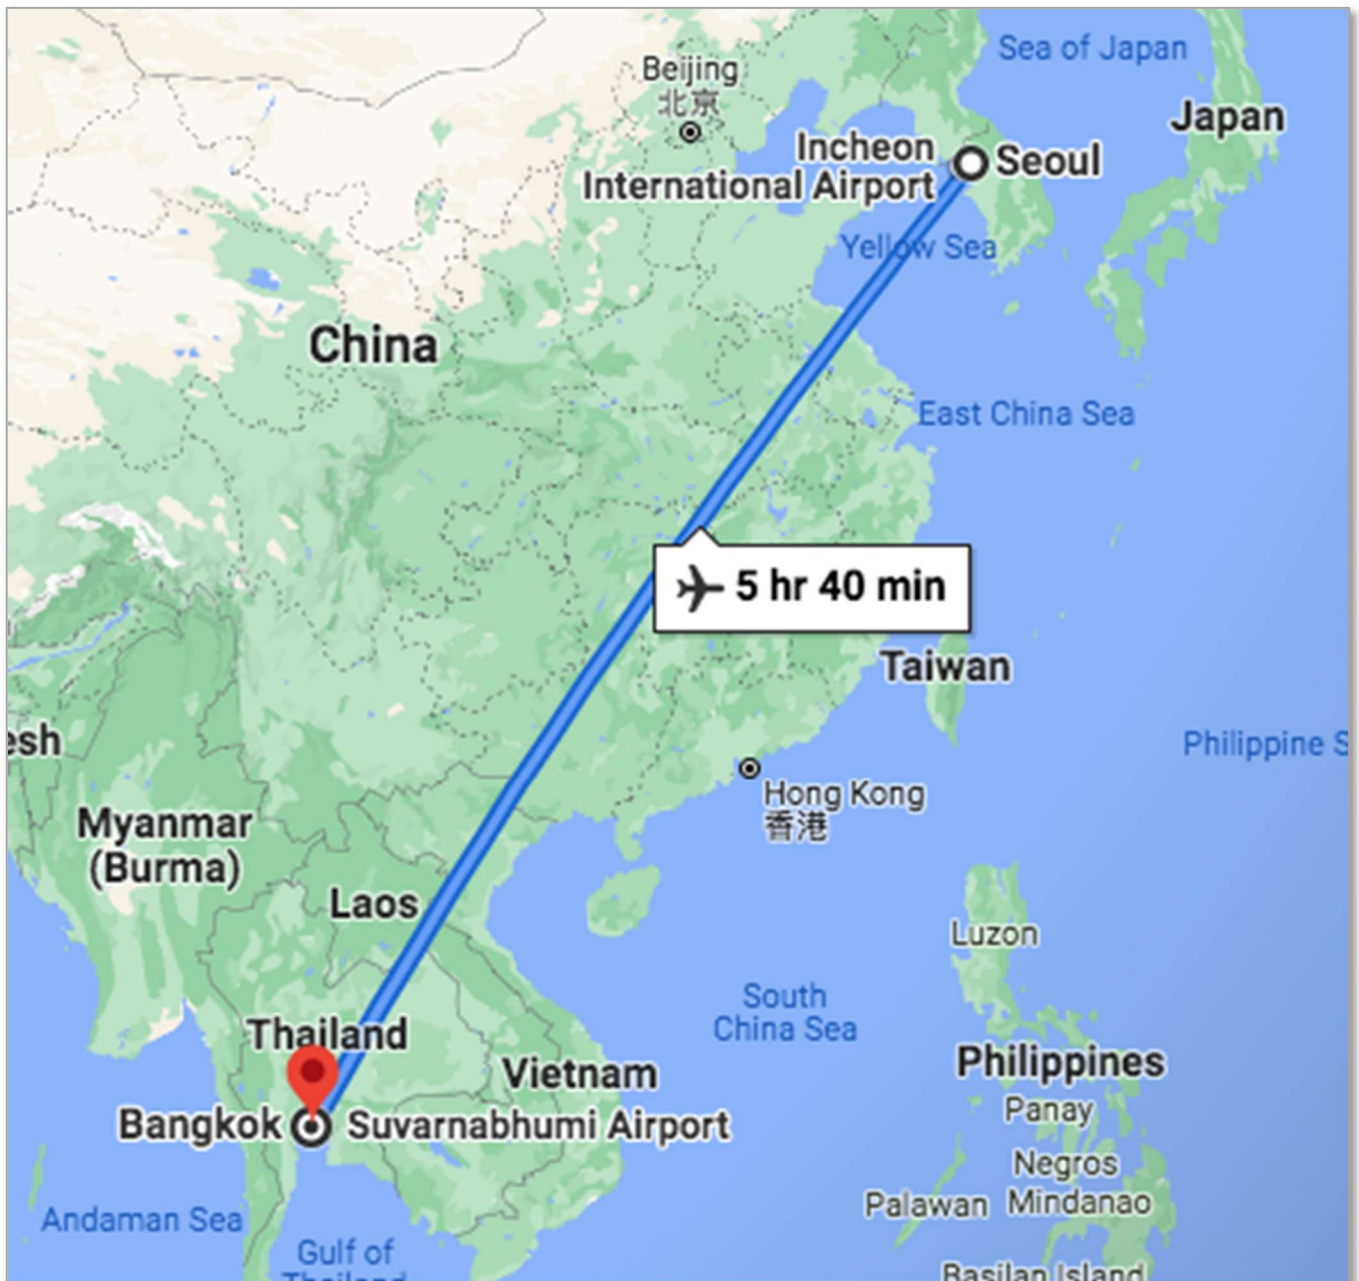 Sea of Japan
Beijing
北京
Japan
Incheon
International Airport
Seoul
Yellow Sea
China
East China Sea
5 hr 40 min
Taiwan
esh
Philippine S
Hong Kong
香港
Myanmar
(Burma)
Laos
Luzon
South
China Sea
Thailand
Philippines
Vietnam
Panay
Bangkok
Suvarnabhumi Airport
Negros
Palawan
Mindanao
Andaman Sea
Gulf of
Thailand
Basilan Island